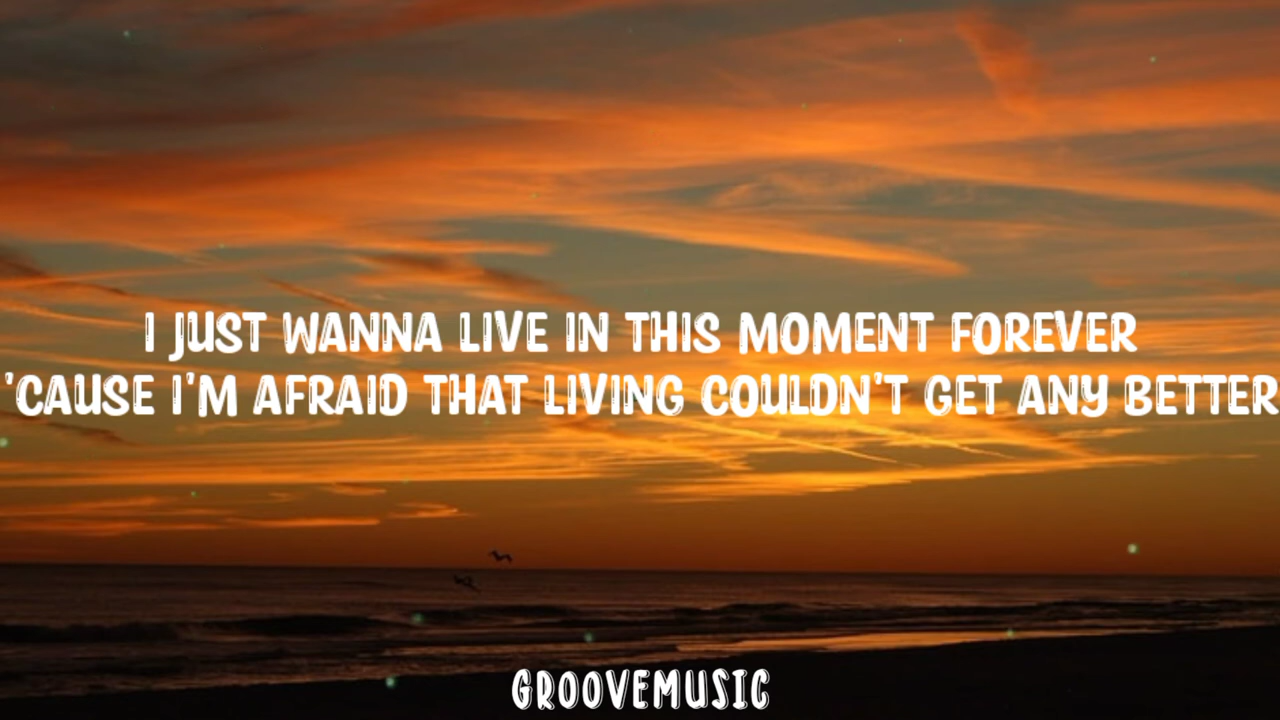 I JUST WANNA LIVE IN THIS MOMENT FOREVER
'CAUSE I'M AFRAID THAT LIVING COULDN'T GET ANY BETTER
GROOVEMUSIC